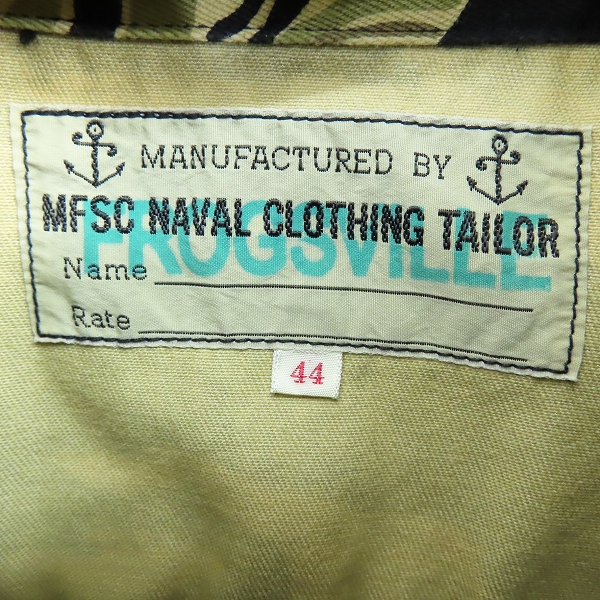 MANUFACTURED BY
MFSC NAVAL CLOTHING TAILOR
FROGSVILLE
Name
Rate
44